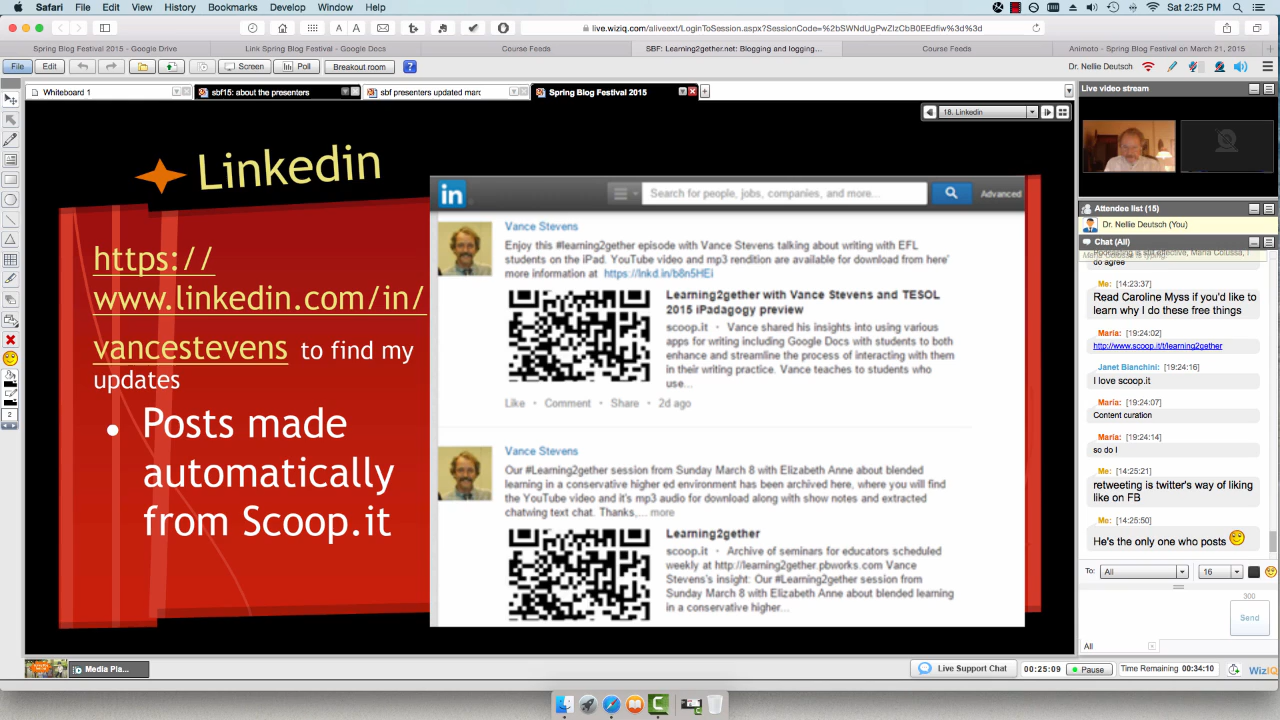 Safari File Edit View History Bookmarks Develop Window Help
Sat 2:25 PM
live.wiziq.com/aliveext/LoginToSession.aspx?SessionCode=%2bSWNdUgPwZIzCbB0EEdfiw%3d%3d
Spring Blog Festival 2015 - Google Drive
Link Spring Blog Festival - Google Docs
Course Feeds
SBF: Learning2gether.net: Blogging and logging...
Course Feeds
Animoto - Spring Blog Festival on March 21, 2015
File Edit Screen Poll Breakout room ?
Dr. Nellie Deutsch
Whiteboard 1
sbf15: about the presenters
sbf presenters updated marc
Spring Blog Festival 2015
18. Linkedin
Linkedin
https://
www.linkedin.com/in/
vancestevens to find my
updates
• Posts made
automatically
from Scoop.it
in
Search for people, jobs, companies, and more...
Advanced
Vance Stevens
Enjoy this #learning2gether episode with Vance Stevens talking about writing with EFL
students on the iPad. YouTube video and mp3 rendition are available for download from here'
more information at https://lnkd.in/b8n5HEi
Learning2gether with Vance Stevens and TESOL
2015 iPadagogy preview
scoop.it • Vance shared his insights into using various
apps for writing including Google Docs with students to both
enhance and streamline the process of interacting with them
in their writing practice. Vance teaches to students who
use...
Like • Comment • Share • 2d ago
Vance Stevens
Our #Learning2gether session from Sunday March 8 with Elizabeth Anne about blended
learning in a conservative higher ed environment has been archived here, where you will find
the YouTube video and it's mp3 audio for download along with show notes and extracted
chatwing text chat. Thanks,... more
Learning2gether
scoop.it • Archive of seminars for educators scheduled
weekly at http://learning2gether.pbworks.com Vance
Stevens's insight: Our #Learning2gether session from
Sunday March 8 with Elizabeth Anne about blended learning
in a conservative higher...
Live video stream
Attendee list (15)
Dr. Nellie Deutsch (You)
Chat (All)
do agree
Me: [14:23:37]
Read Caroline Myss if you'd like to
learn why I do these free things
María: [19:24:02]
http://www.scoop.it/t/learning2gether
Janet Bianchini: [19:24:16]
I love scoop.it
María: [19:24:07]
Content curation
María: [19:24:14]
so do I
Me: [14:25:21]
retweeting is twitter's way of liking
like on FB
Me: [14:25:50]
He's the only one who posts
To: All 16
300
Send
All
2
Media Pla...
Live Support Chat
00:25:09
Pause
Time Remaining 00:34:10
WizIQ